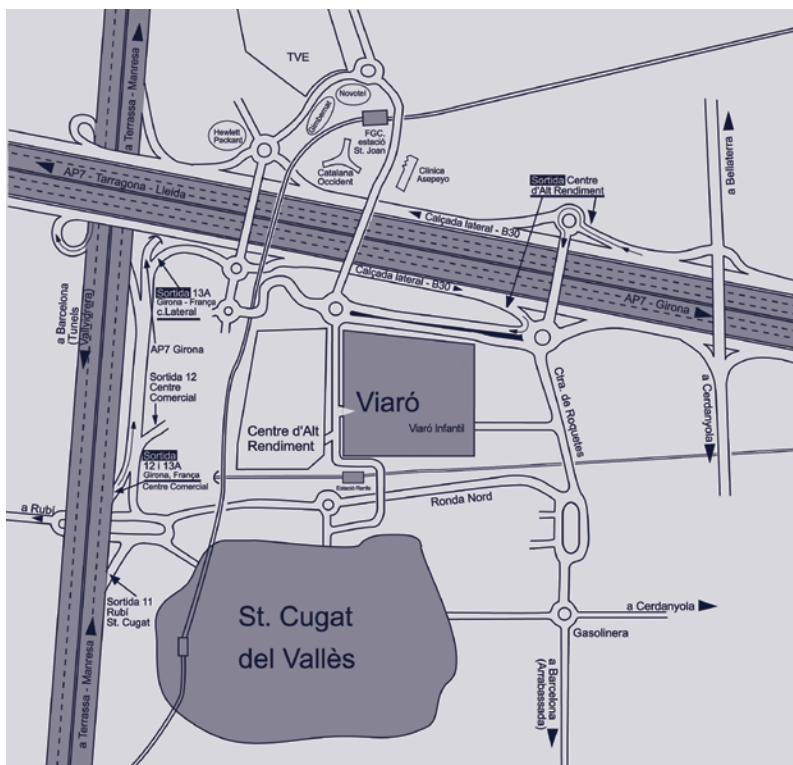 TVE
a Terrassa - Manresa
Novotel
Gimbernat
Hewlett
Packard
FGC.
estació
St. Joan
Catalana
Occident
Clínica
Asepeyo
Sortida Centre
d'Alt Rendiment
a Bellaterra
AP7 - Tarragona - Lleida
Calçada lateral - B30
Calçada lateral - B30
AP7 - Girona
Sortida 13A
Girona - França
c.Lateral
a Barcelona
(Tunels
Vallvidrera)
AP7 Girona
Sortida 12
Centre
Comercial
Viaró
Viaró Infantil
Centre d'Alt
Rendiment
Ctra. de Roquetes
a Cerdanyola
Sortida
12 i 13A
Girona, França
Centre Comercial
Estació Renfe
Ronda Nord
a Rubí
Sortida 11
Rubí
St. Cugat
St. Cugat
del Vallès
a Cerdanyola
Gasolinera
a Barcelona
(Arrabassada)
a Terrassa - Manresa